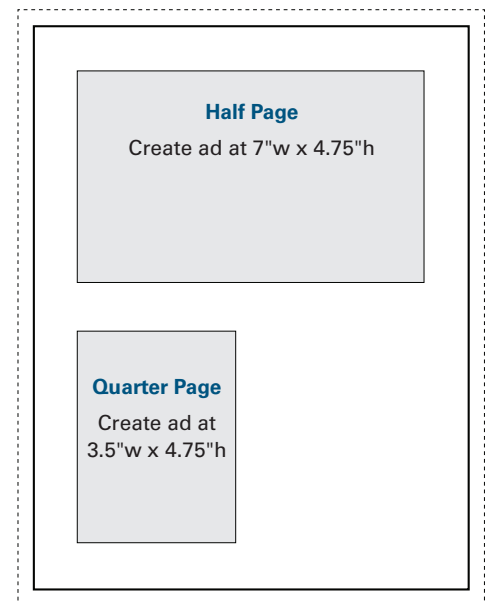 Half Page
Create ad at 7"w x 4.75"h
Quarter Page
Create ad at
3.5"w x 4.75"h